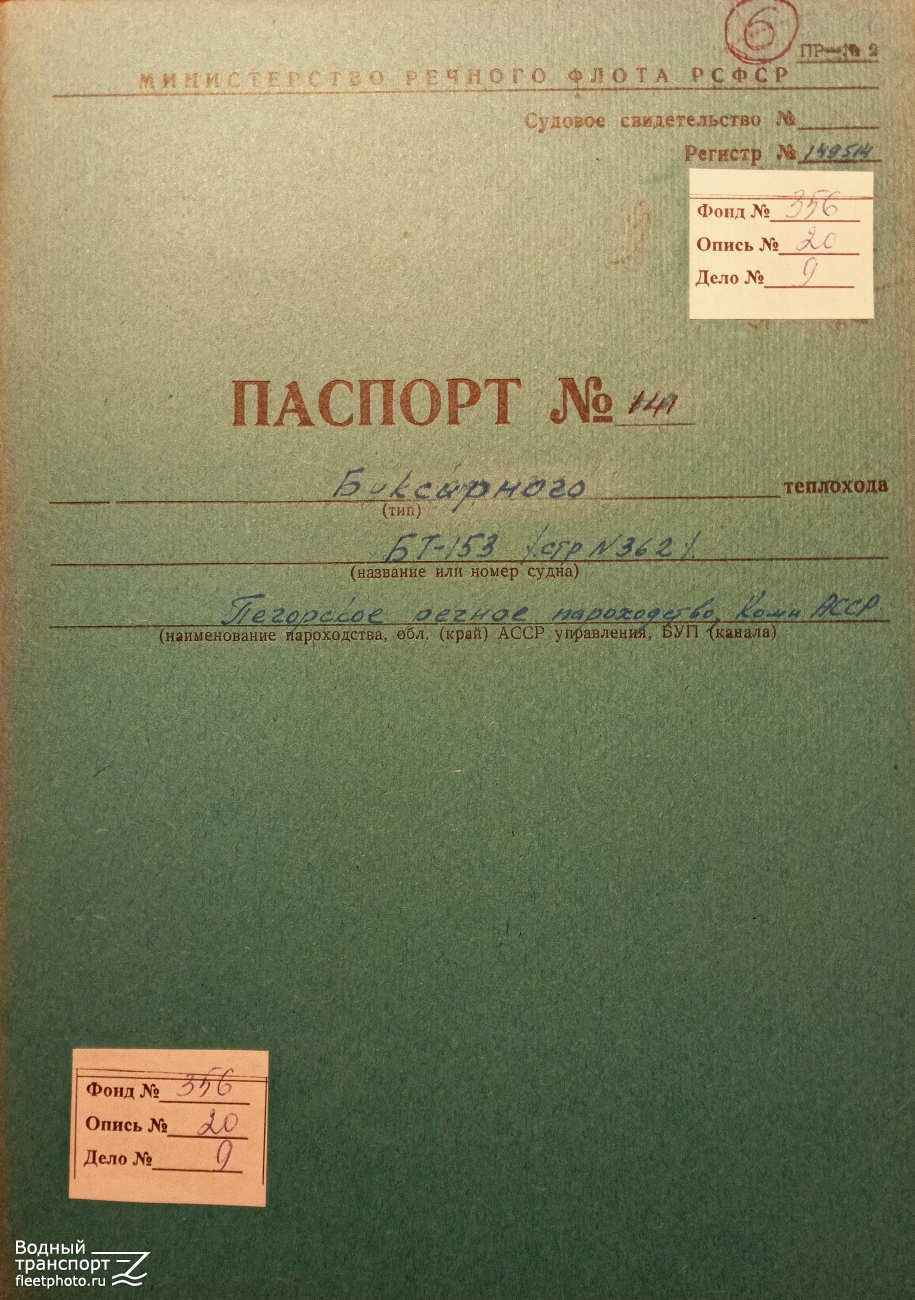 6
ПР—№ 2
МИНИСТЕРСТВО РЕЧНОГО ФЛОТА РСФСР
Судовое свидетельство №
Регистр № 149514
Фонд № 356
Опись № 20
Дело № 9
ПАСПОРТ № 141
Буксирного теплохода
(тип)
БТ-153 /стр N 362/
(название или номер судна)
Печорское речное пароходство, Коми АССР
(наименование пароходства, обл. (край) АССР управления, БУП (канала)
Фонд № 356
Опись № 20
Дело № 9
Водный
транспорт
fleetphoto.ru